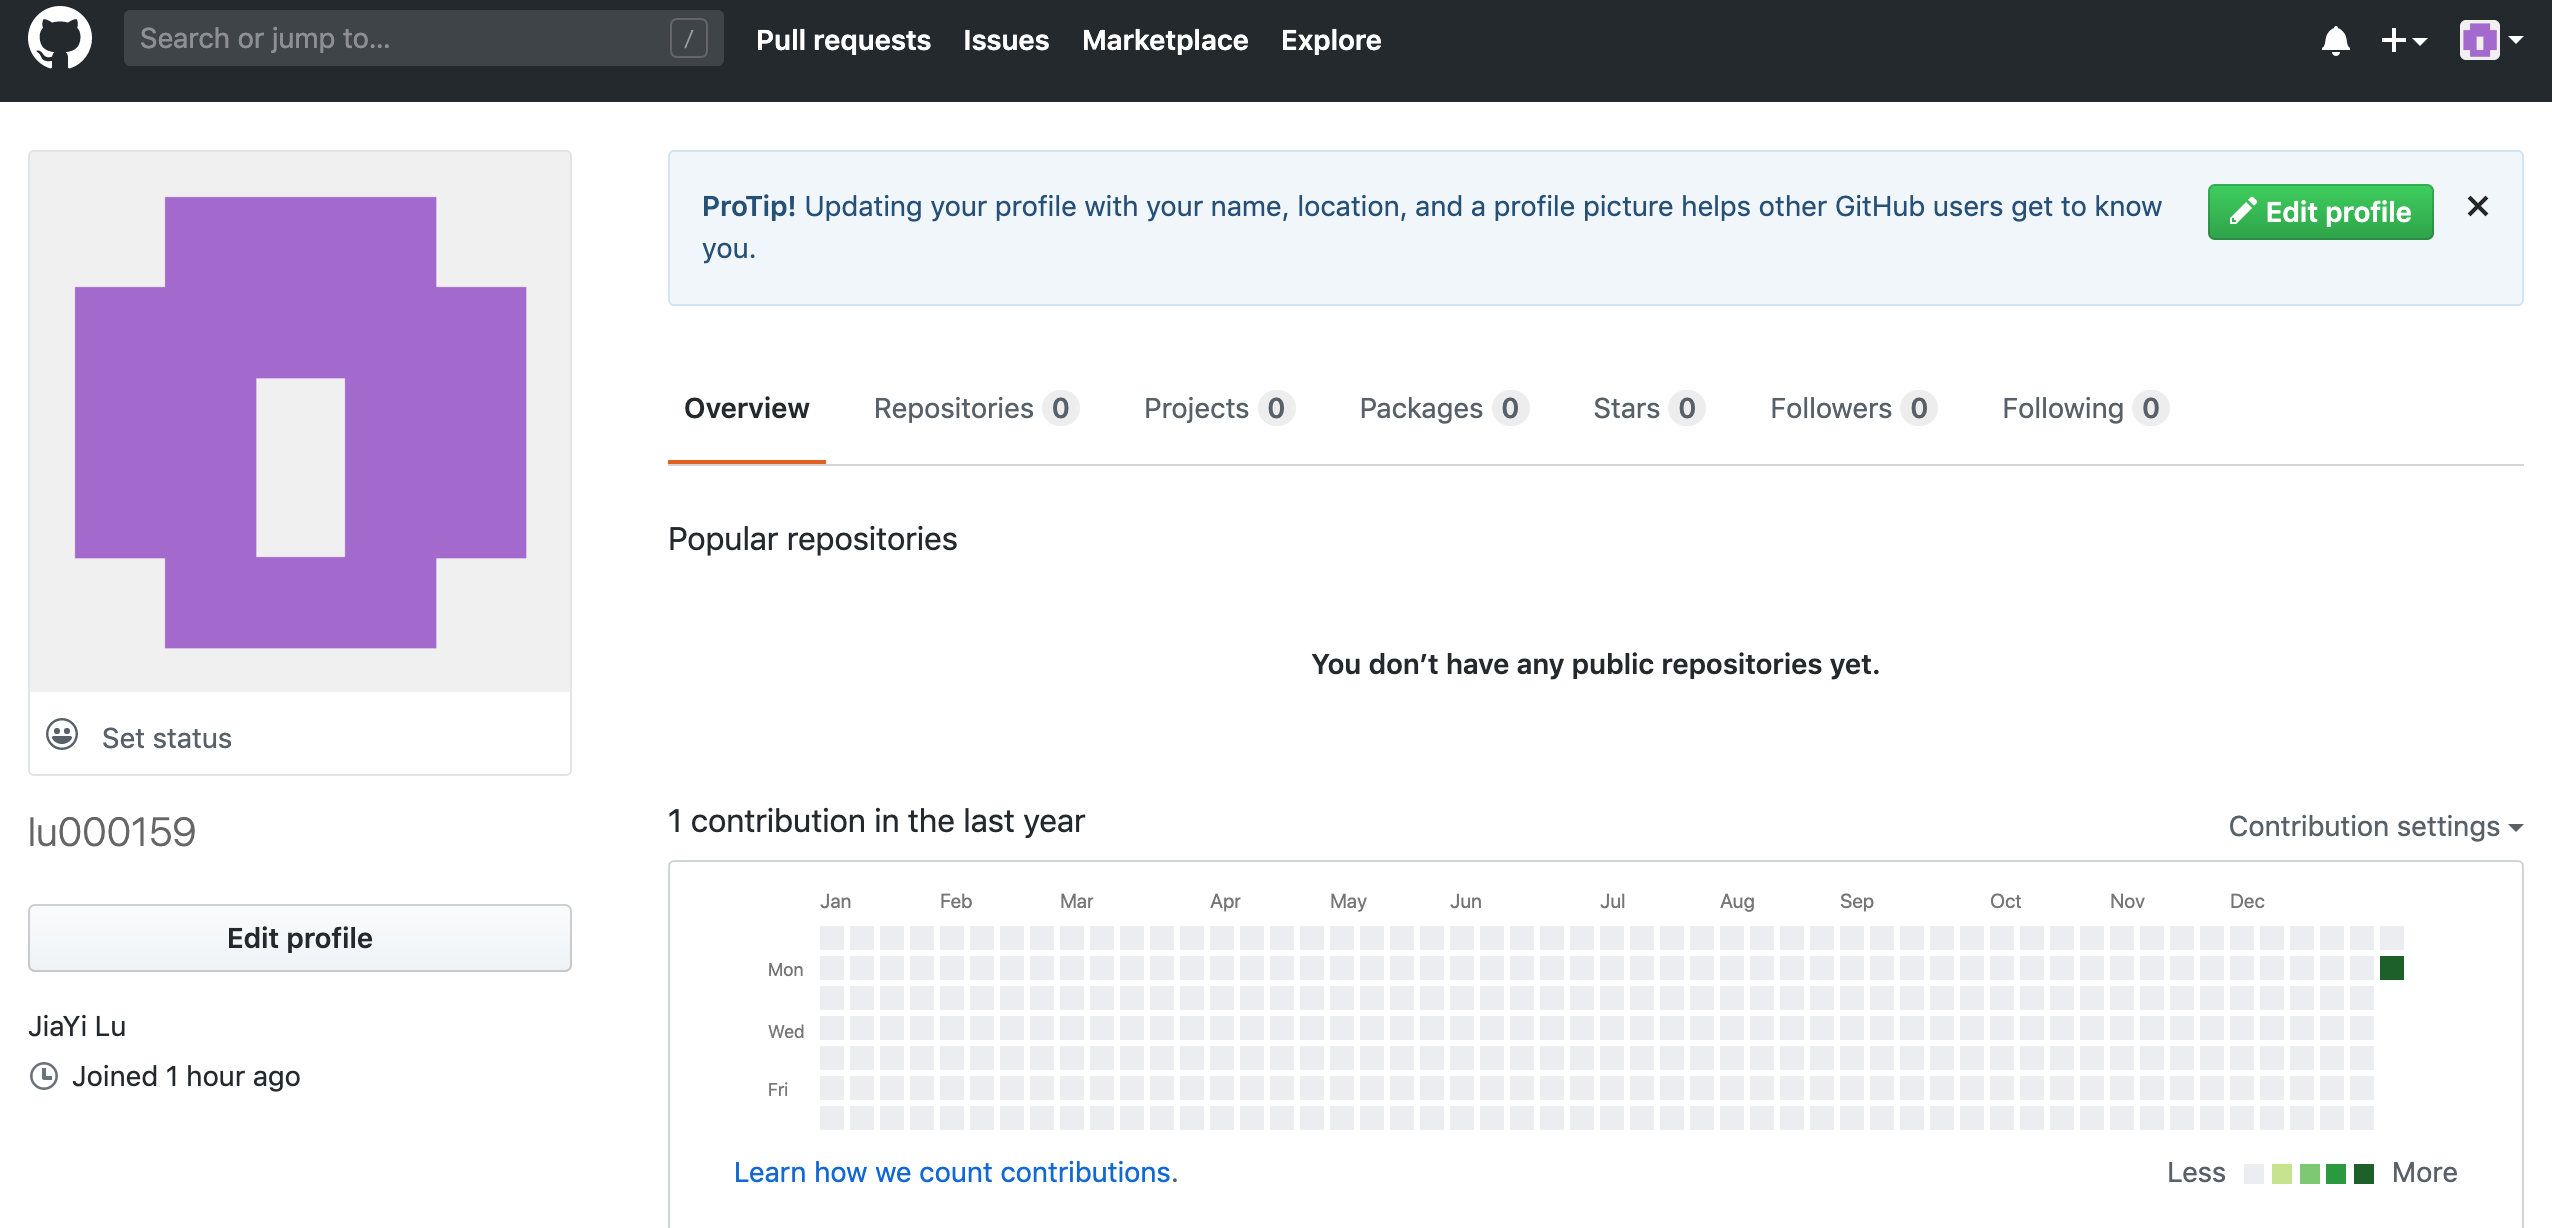 Search or jump to...
/
Pull requests
Issues
Marketplace
Explore
ProTip! Updating your profile with your name, location, and a profile picture helps other GitHub users get to know
you.
Edit profile
Overview
Repositories 0
Projects 0
Packages 0
Stars 0
Followers 0
Following 0
Popular repositories
You don’t have any public repositories yet.
Set status
lu000159
Edit profile
JiaYi Lu
Joined 1 hour ago
1 contribution in the last year
Contribution settings
Jan Feb Mar Apr May Jun Jul Aug Sep Oct Nov Dec
Mon
Wed
Fri
Learn how we count contributions.
Less More